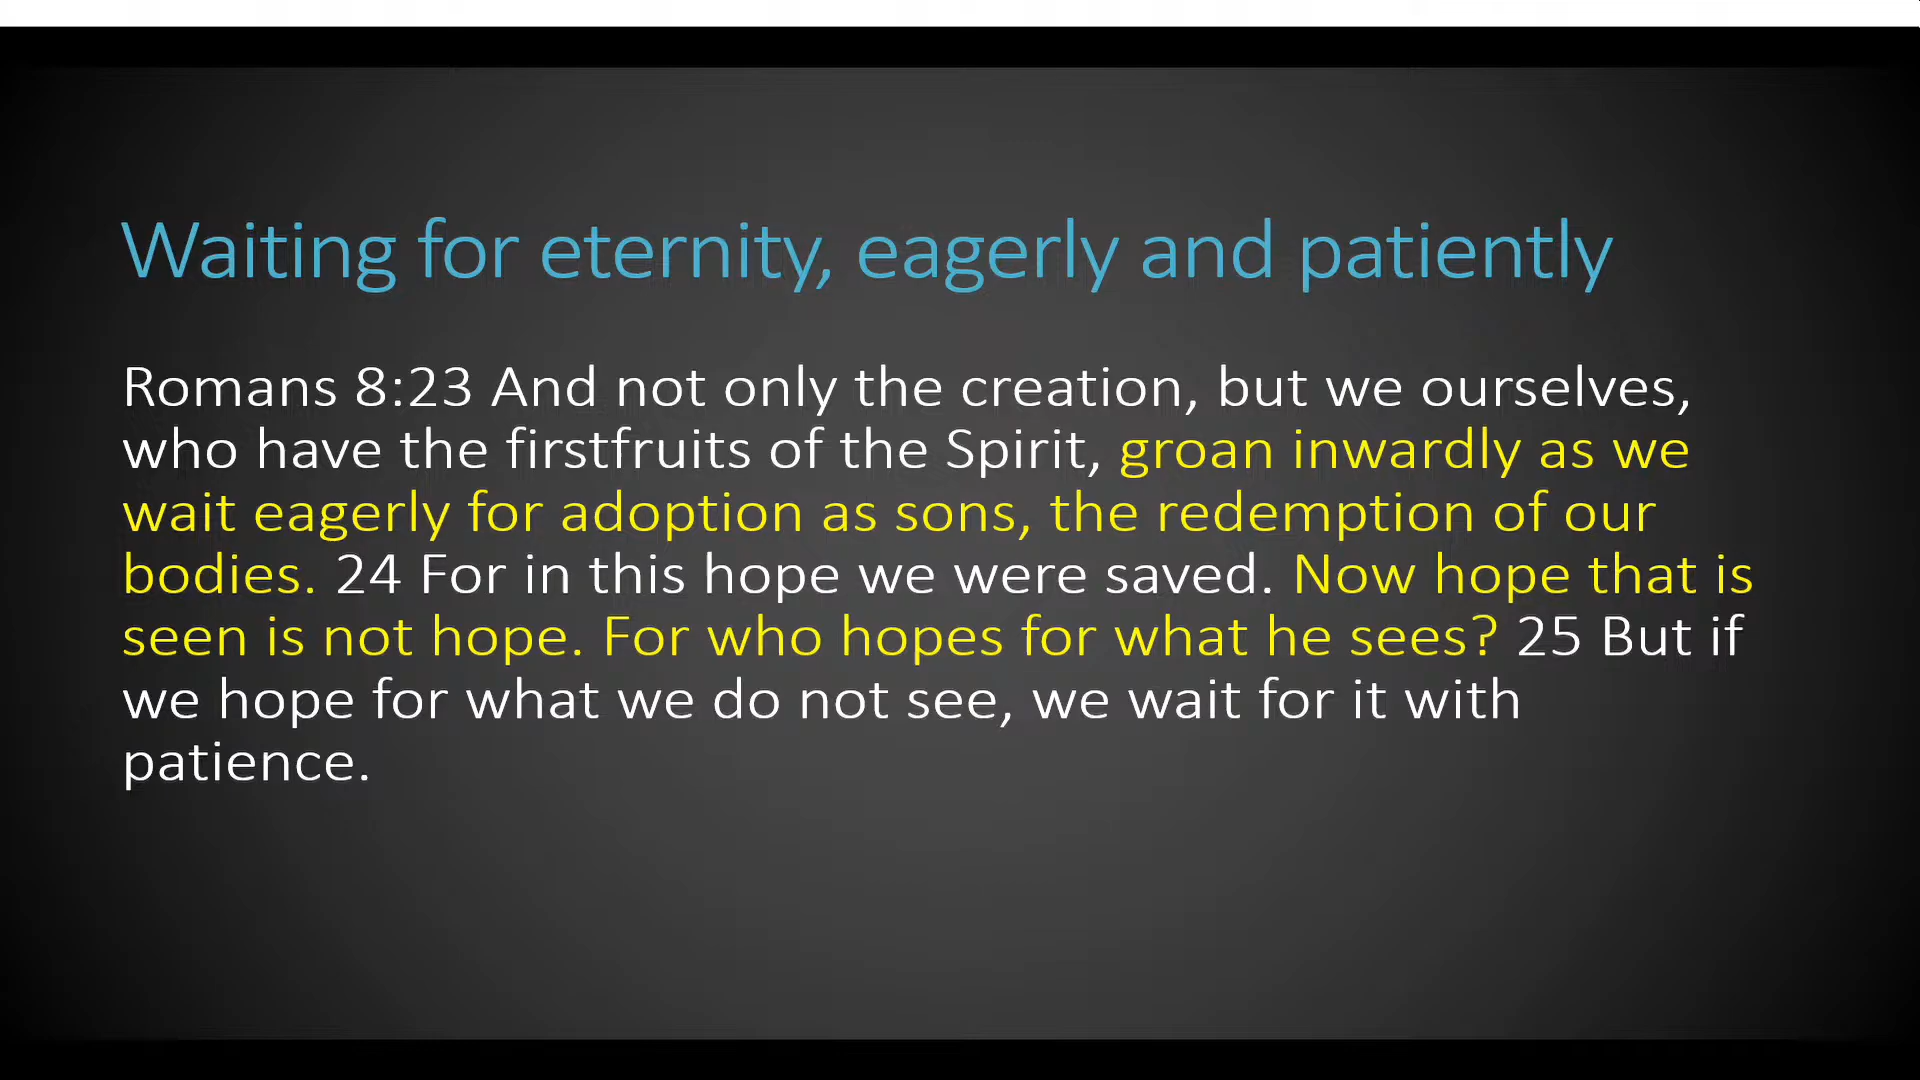 Waiting for eternity, eagerly and patiently
Romans 8:23 And not only the creation, but we ourselves,
who have the firstfruits of the Spirit, groan inwardly as we
wait eagerly for adoption as sons, the redemption of our
bodies. 24 For in this hope we were saved. Now hope that is
seen is not hope. For who hopes for what he sees? 25 But if
we hope for what we do not see, we wait for it with
patience.